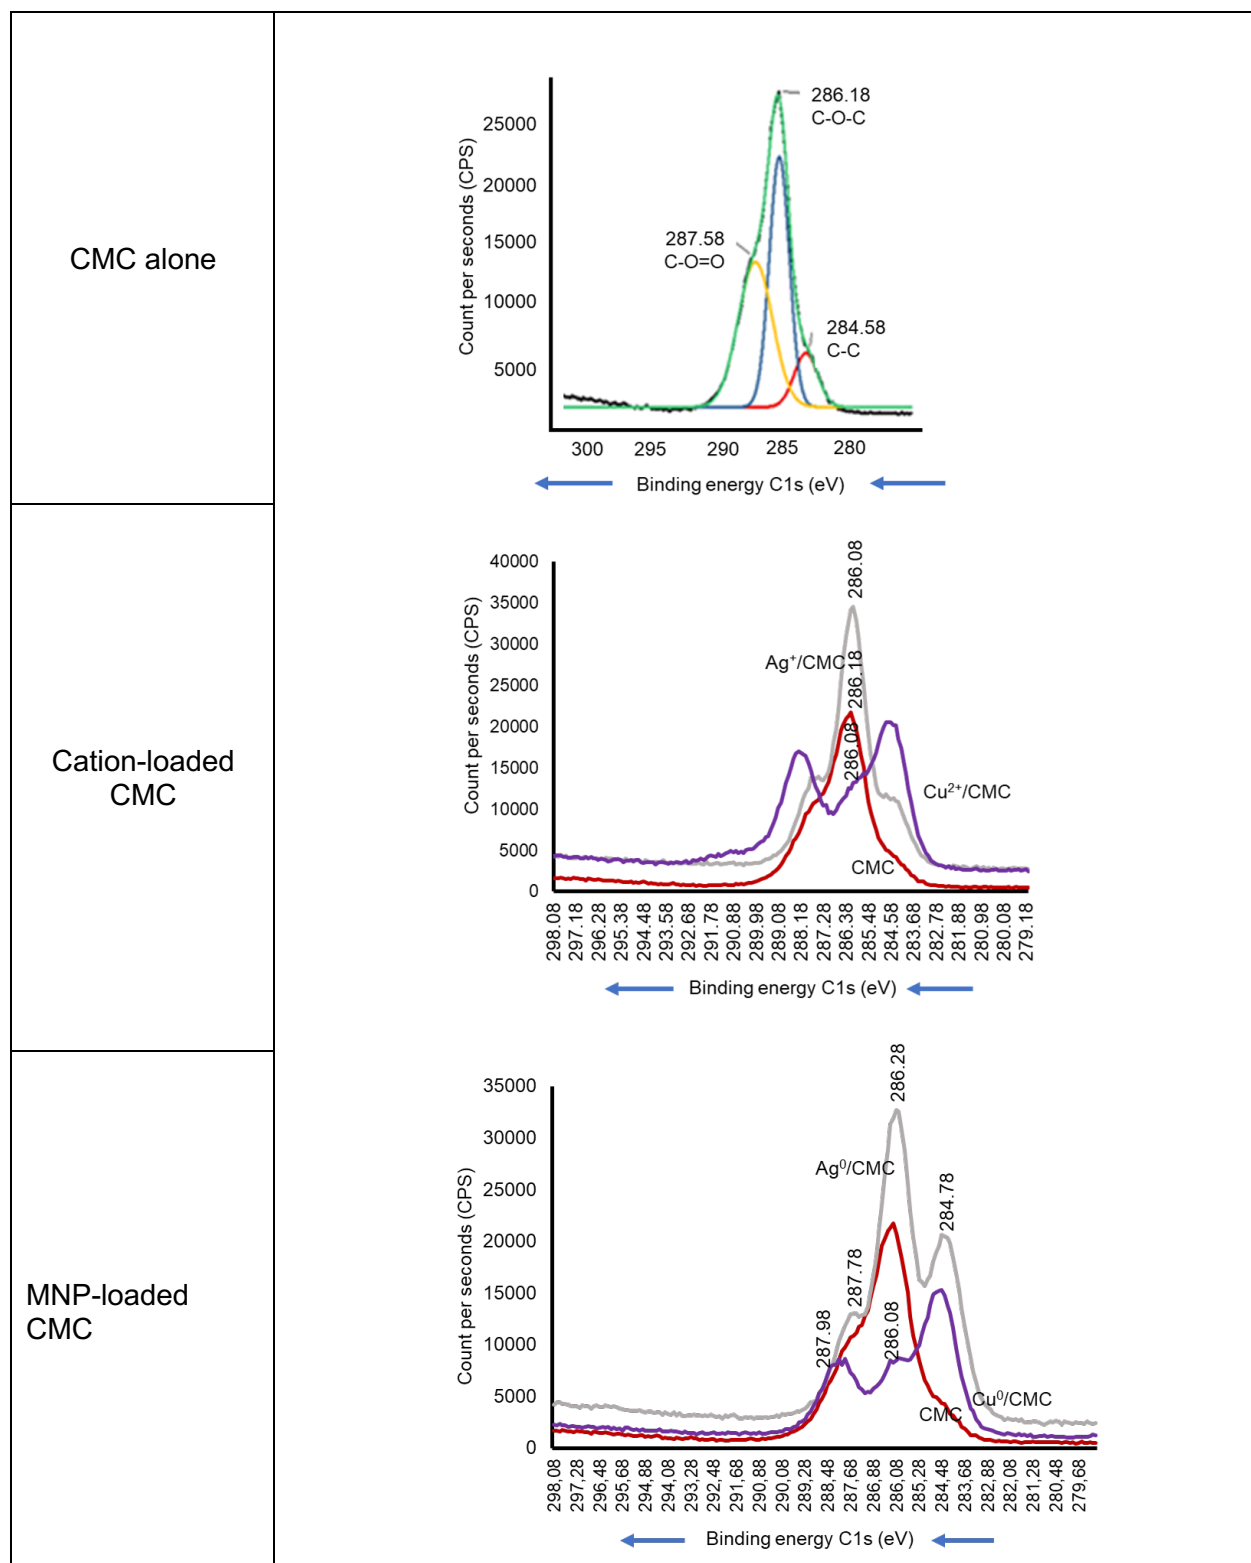 CMC alone
286.18
C-O-C
25000
20000
287.58
C-O=O
15000
10000
284.58
C-C
5000
Count per seconds (CPS)
300 295 290 285 280
Binding energy C1s (eV)
Cation-loaded
CMC
40000
35000
30000
25000
20000
15000
10000
5000
0
Count per seconds (CPS)
286.08
Ag⁺/CMC
286.18
286.08
Cu²⁺/CMC
CMC
298.08 297.18 296.28 295.38 294.48 293.58 292.68 291.78 290.88 289.98 289.08 288.18 287.28 286.38 285.48 284.58 283.68 282.78 281.88 280.98 280.08 279.18
Binding energy C1s (eV)
MNP-loaded
CMC
35000
30000
25000
20000
15000
10000
5000
0
Count per seconds (CPS)
286.28
Ag⁰/CMC
284.78
287.78
287.98
286.08
Cu⁰/CMC
CMC
298,08 297,28 296,48 295,68 294,88 294,08 293,28 292,48 291,68 290,88 290,08 289,28 288,48 287,68 286,88 286,08 285,28 284,48 283,68 282,88 282,08 281,28 280,48 279,68
Binding energy C1s (eV)